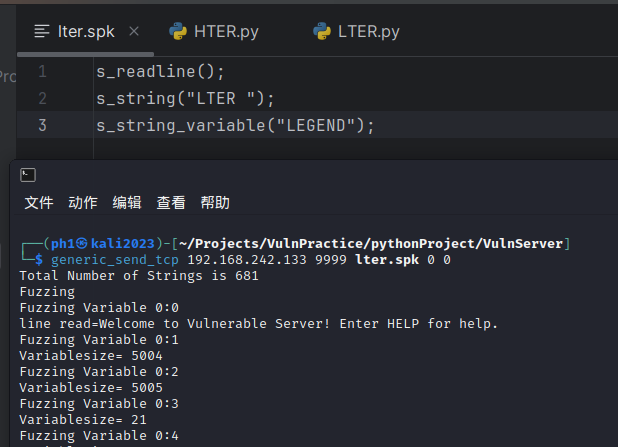 lter.spk × HTER.py LTER.py
1 s_readline();
2 s_string("LTER ");
3 s_string_variable("LEGEND");
文件 动作 编辑 查看 帮助
┌──(ph1㉿kali2023)-[~/Projects/VulnPractice/pythonProject/VulnServer]
└─$ generic_send_tcp 192.168.242.133 9999 lter.spk 0 0
Total Number of Strings is 681
Fuzzing
Fuzzing Variable 0:0
line read=Welcome to Vulnerable Server! Enter HELP for help.
Fuzzing Variable 0:1
Variablesize= 5004
Fuzzing Variable 0:2
Variablesize= 5005
Fuzzing Variable 0:3
Variablesize= 21
Fuzzing Variable 0:4